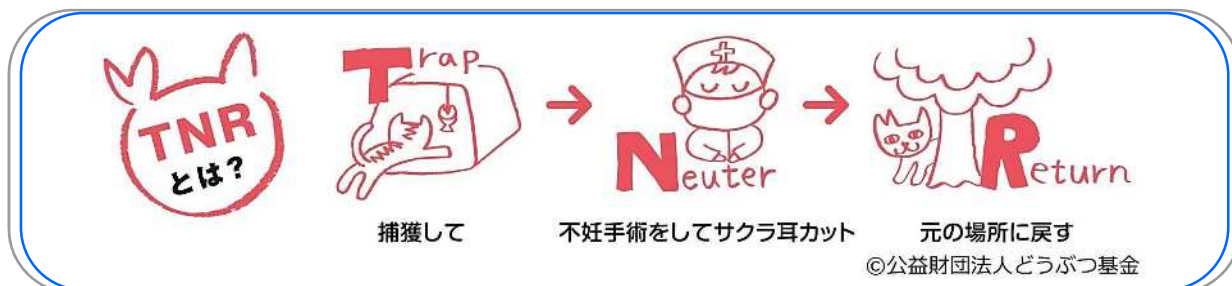 TNR
とは?
Trap
Neuter
Return
捕獲して
不妊手術をしてサクラ耳カット
元の場所に戻す
©公益財団法人どうぶつ基金